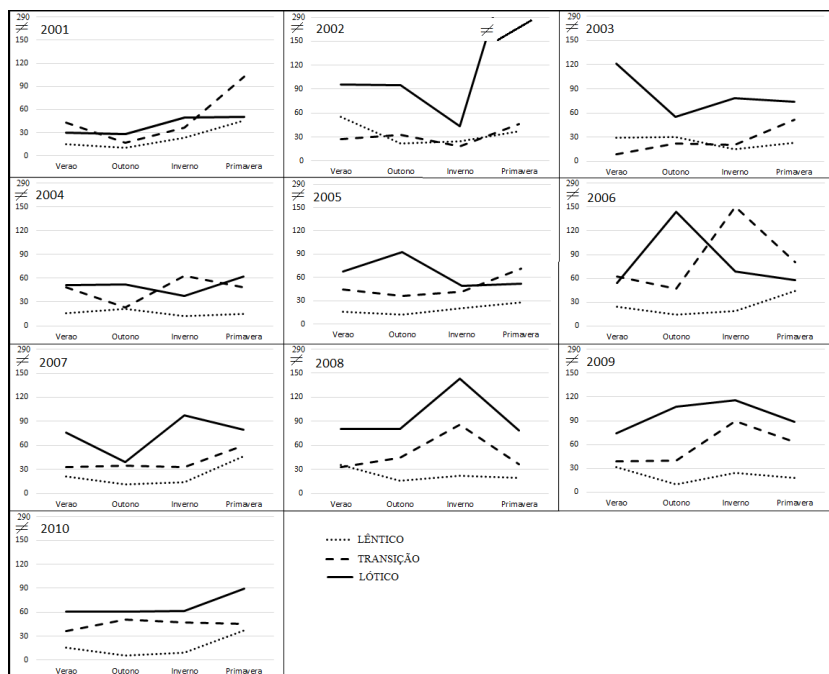 290
≠
150
120
90
60
30
0
2001
Verao
Outono
Inverno
Primavera
290
≠
150
120
90
60
30
0
2002
≠
Verao
Outono
Inverno
Primavera
290
≠
150
120
90
60
30
0
2003
Verao
Outono
Inverno
Primavera
290
≠
150
120
90
60
30
0
2004
Verao
Outono
Inverno
Primavera
290
≠
150
120
90
60
30
0
2005
Verao
Outono
Inverno
Primavera
290
≠
150
120
90
60
30
0
2006
Verao
Outono
Inverno
Primavera
290
≠
150
120
90
60
30
0
2007
Verao
Outono
Inverno
Primavera
290
≠
150
120
90
60
30
0
2008
Verao
Outono
Inverno
Primavera
290
≠
150
120
90
60
30
0
2009
Verao
Outono
Inverno
Primavera
290
≠
150
120
90
60
30
0
2010
Verao
Outono
Inverno
Primavera
LÊNTICO
TRANSIÇÃO
LÓTICO